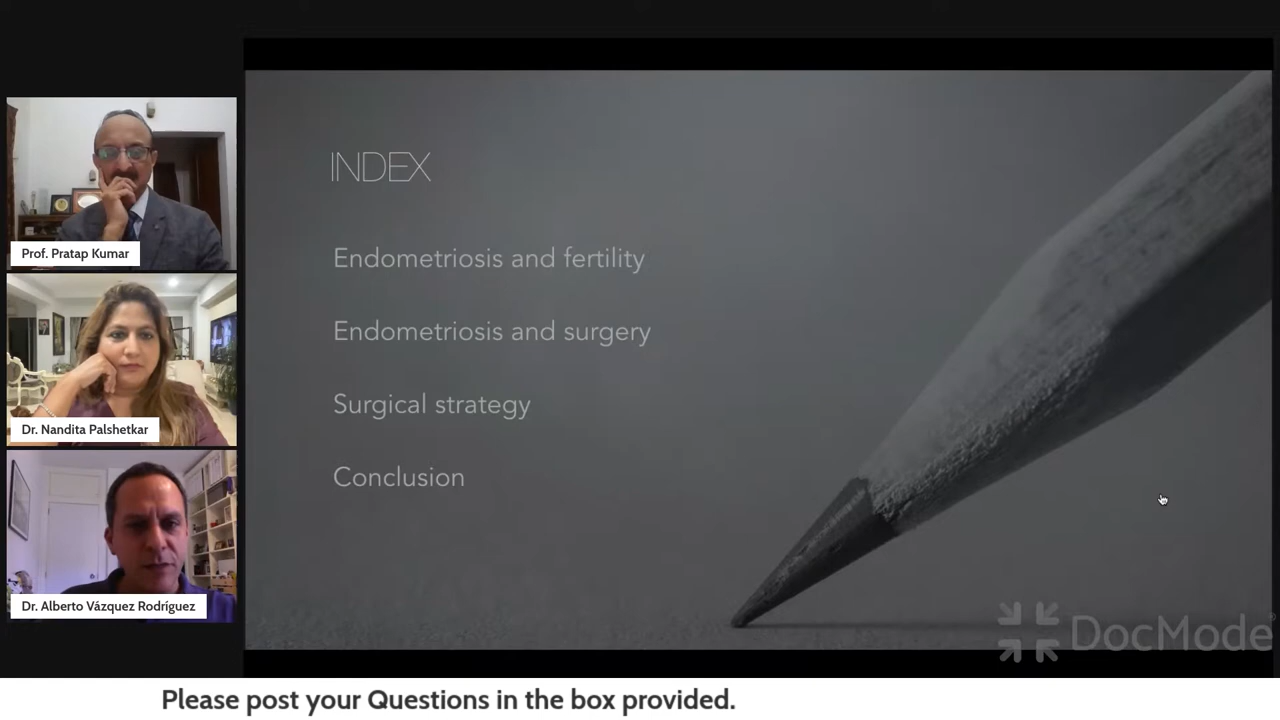 INDEX
Endometriosis and fertility
Endometriosis and surgery
Surgical strategy
Conclusion
Prof. Pratap Kumar
Dr. Nandita Palshetkar
Dr. Alberto Vázquez Rodríguez
DocMode
Please post your Questions in the box provided.